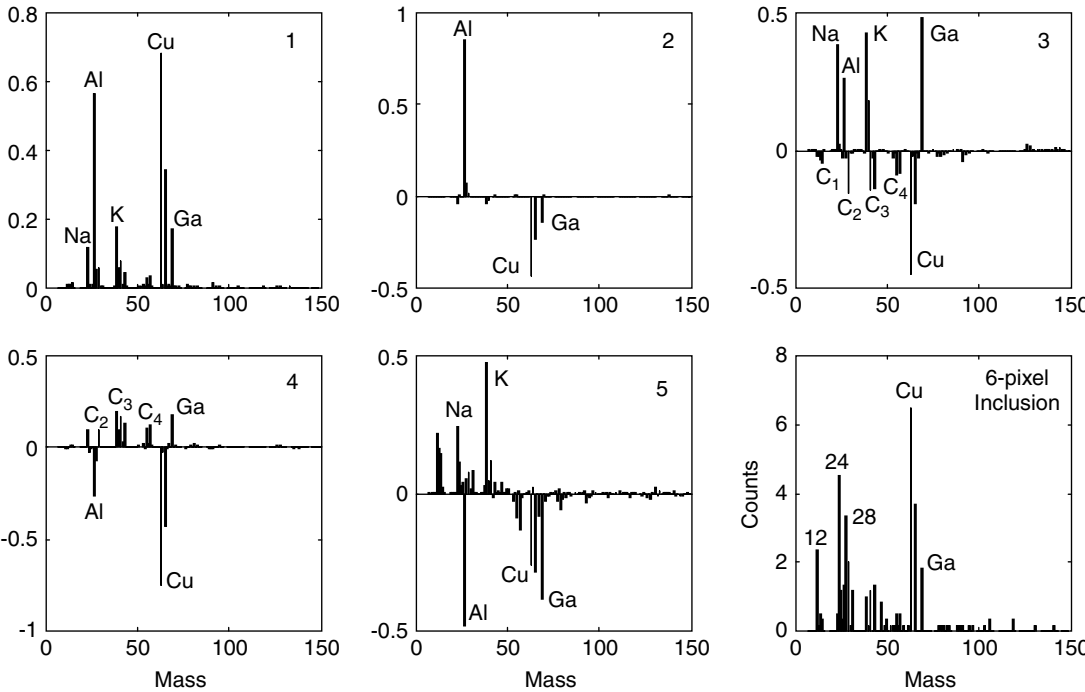 0.8
0.6
0.4
0.2
0
Cu
1
Al
K
Na
Ga
0 50 100 150
1
0.5
0
-0.5
Al
2
Ga
Cu
0 50 100 150
0.5
0
-0.5
Na
K
Ga
3
Al
C1
C2
C3
C4
Cu
0 50 100 150
0.5
0
-0.5
-1
C2
C3
C4
Ga
4
Al
Cu
0 50 100 150
Mass
0.5
0
-0.5
K
5
Na
Cu
Al
Ga
0 50 100 150
Mass
8
6
4
2
0
Counts
6-pixel
Inclusion
Cu
24
28
12
Ga
0 50 100 150
Mass